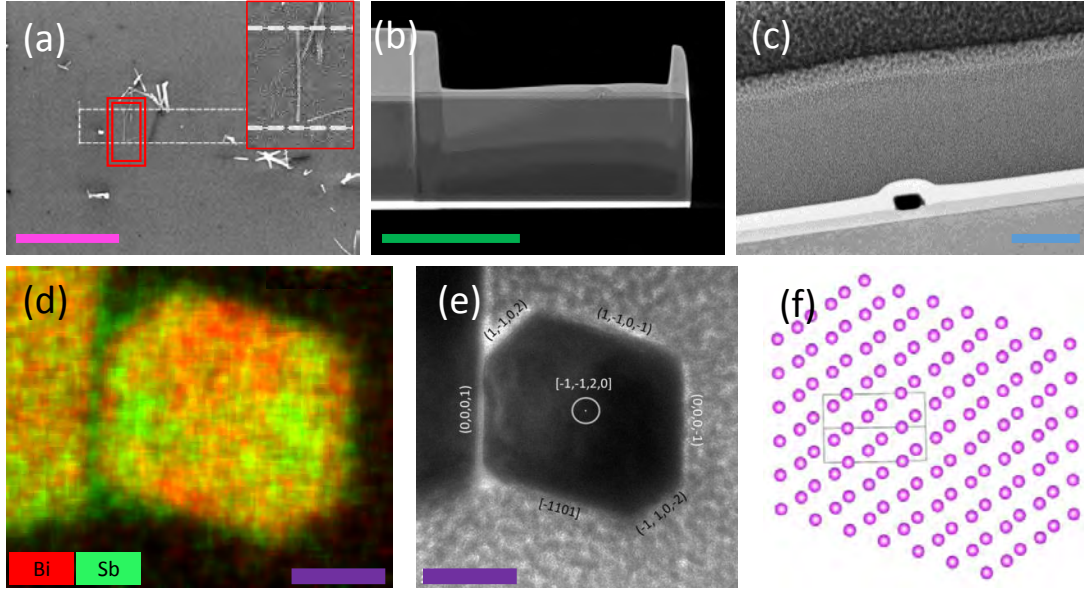 (a)
(b)
(c)
(d)
Bi
Sb
(e)
(1,-1,0,2)
(1,-1,0,-1)
[-1,-1,2,0]
(0,0,0,1)
(0,0,0,-1)
[-1101]
(-1, 1,0,-2)
(f)